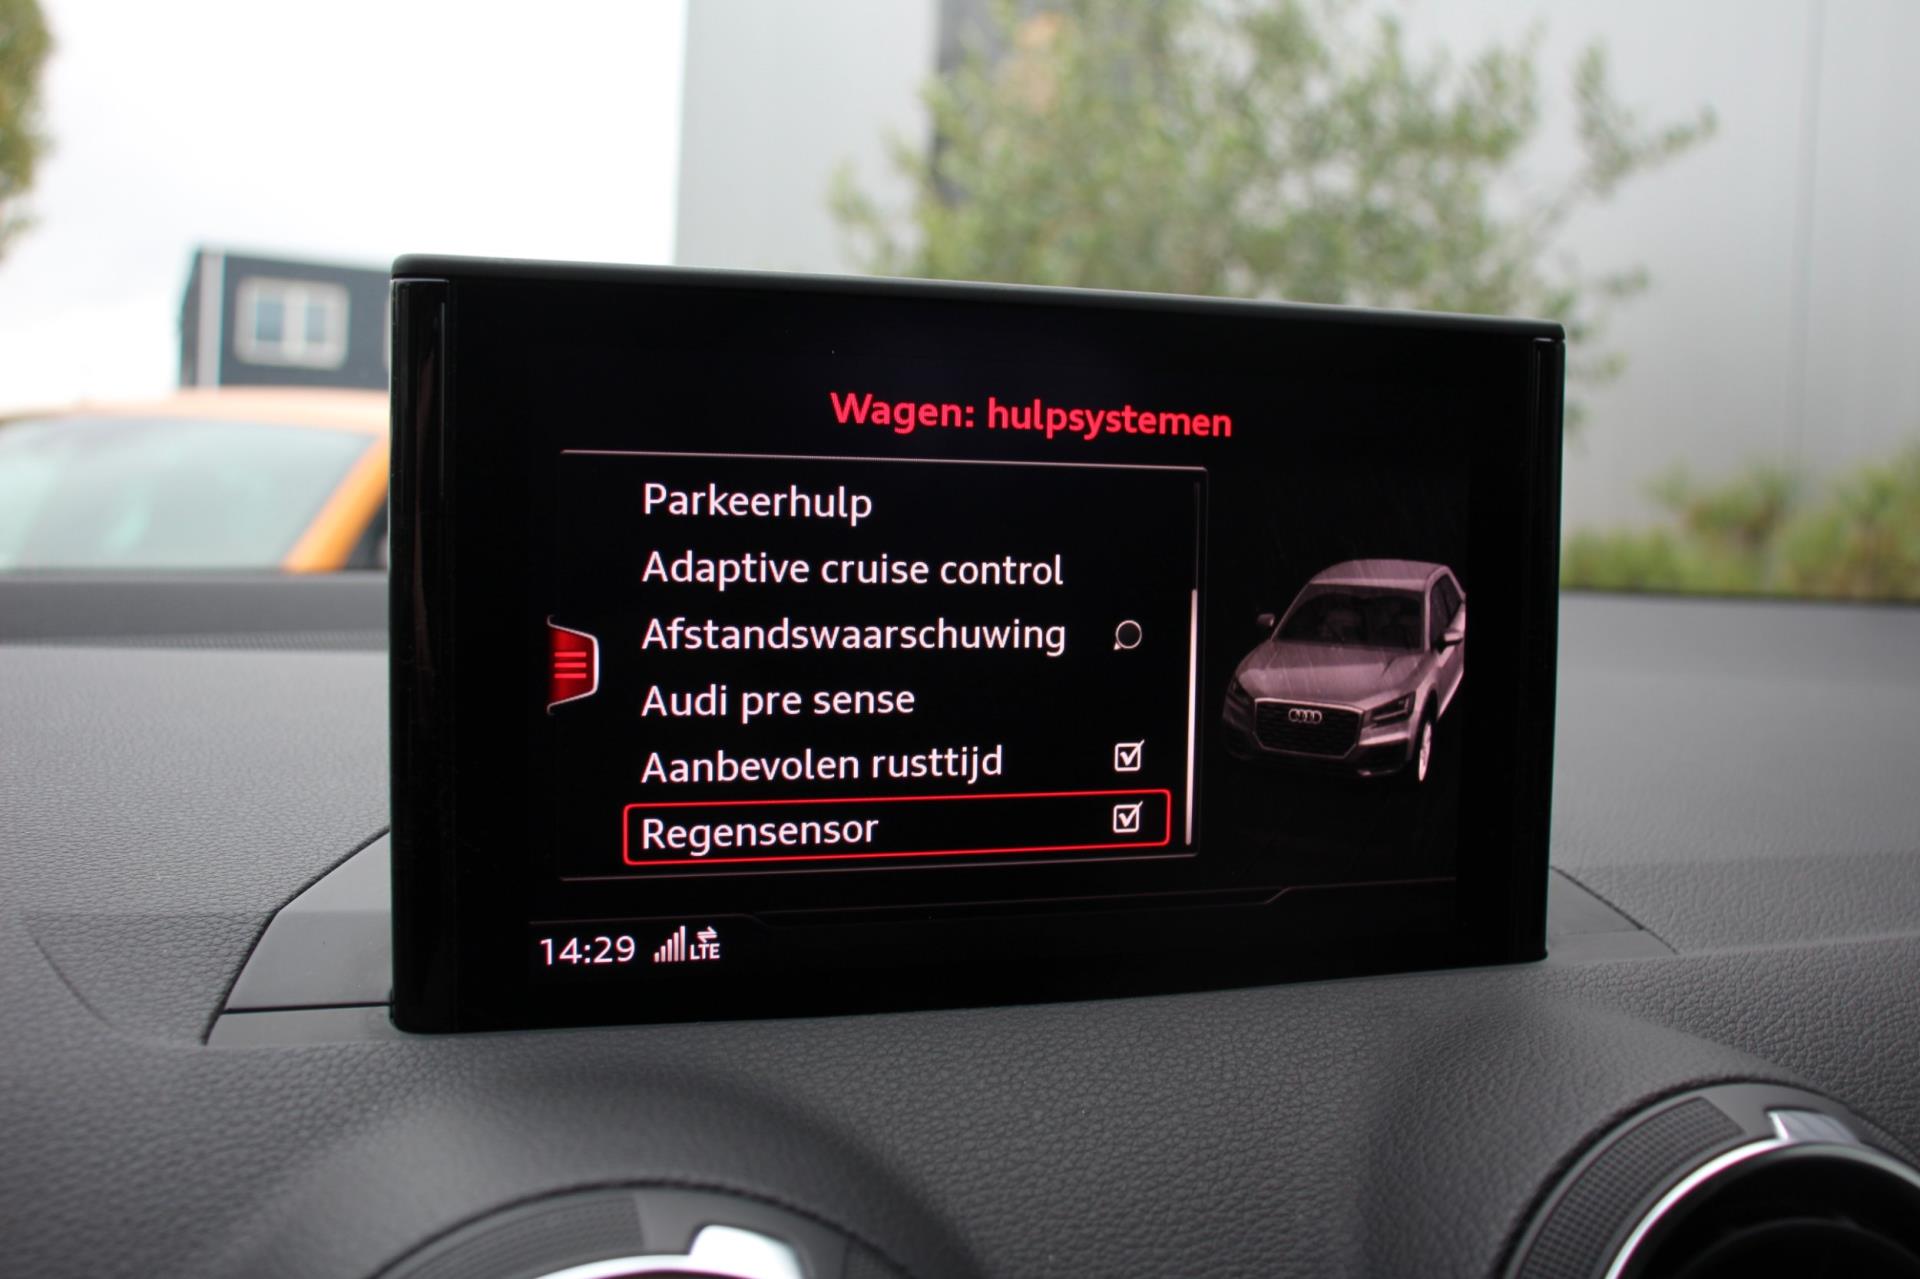 Wagen: hulpsystemen
Parkeerhulp
Adaptive cruise control
Afstandswaarschuwing
Audi pre sense
Aanbevolen rusttijd
Regensensor
14:29 LTE